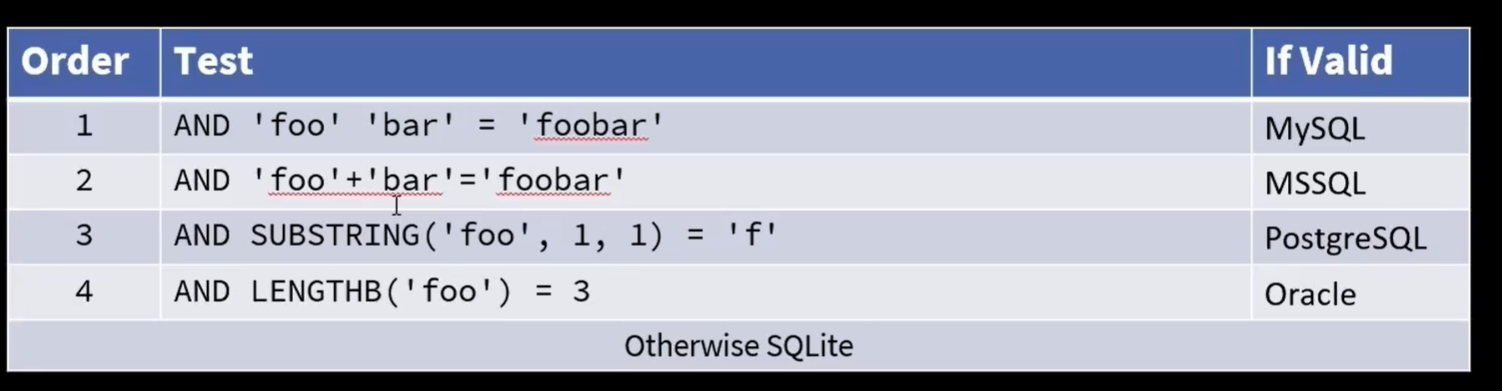 Order Test If Valid
1 AND 'foo' 'bar' = 'foobar' MySQL
2 AND 'foo'+'bar'='foobar' MSSQL
3 AND SUBSTRING('foo', 1, 1) = 'f' PostgreSQL
4 AND LENGTHB('foo') = 3 Oracle
Otherwise SQLite